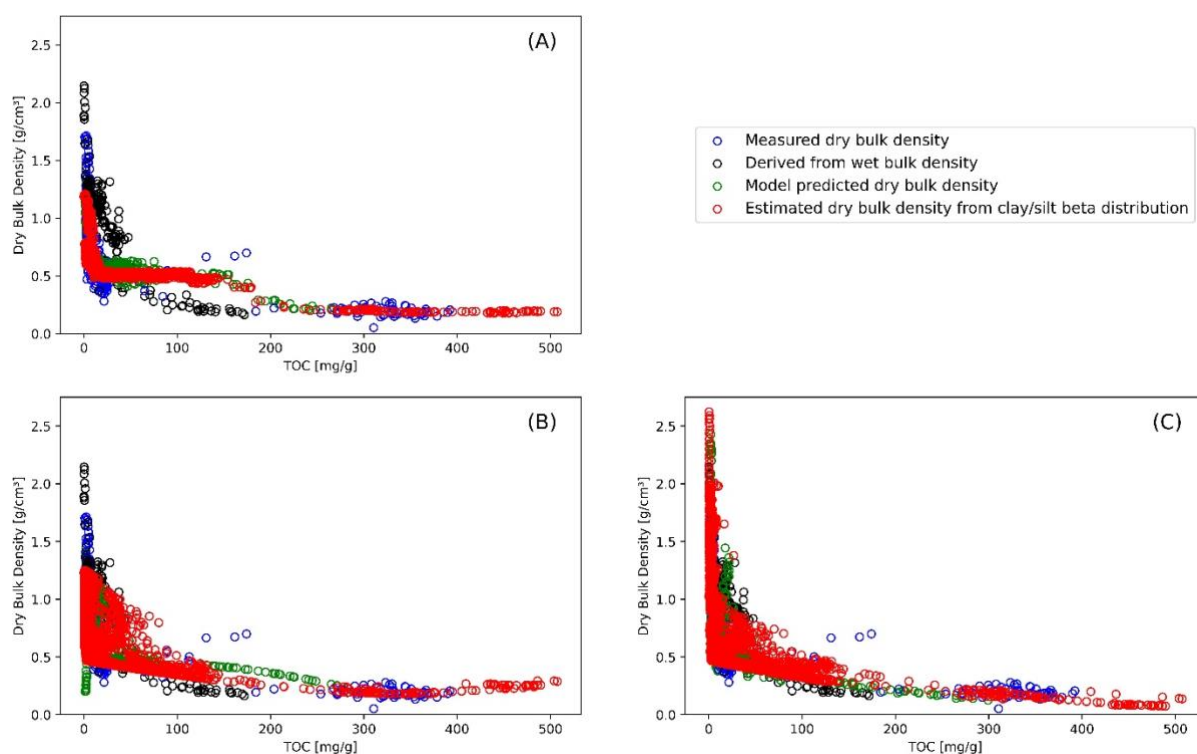 (A)
2.5
2.0
1.5
1.0
0.5
0.0
Dry Bulk Density [g/cm³]
0 100 200 300 400 500
TOC [mg/g]
Measured dry bulk density
Derived from wet bulk density
Model predicted dry bulk density
Estimated dry bulk density from clay/silt beta distribution
(B)
2.5
2.0
1.5
1.0
0.5
0.0
Dry Bulk Density [g/cm³]
0 100 200 300 400 500
TOC [mg/g]
(C)
2.5
2.0
1.5
1.0
0.5
0.0
Dry Bulk Density [g/cm³]
0 100 200 300 400 500
TOC [mg/g]